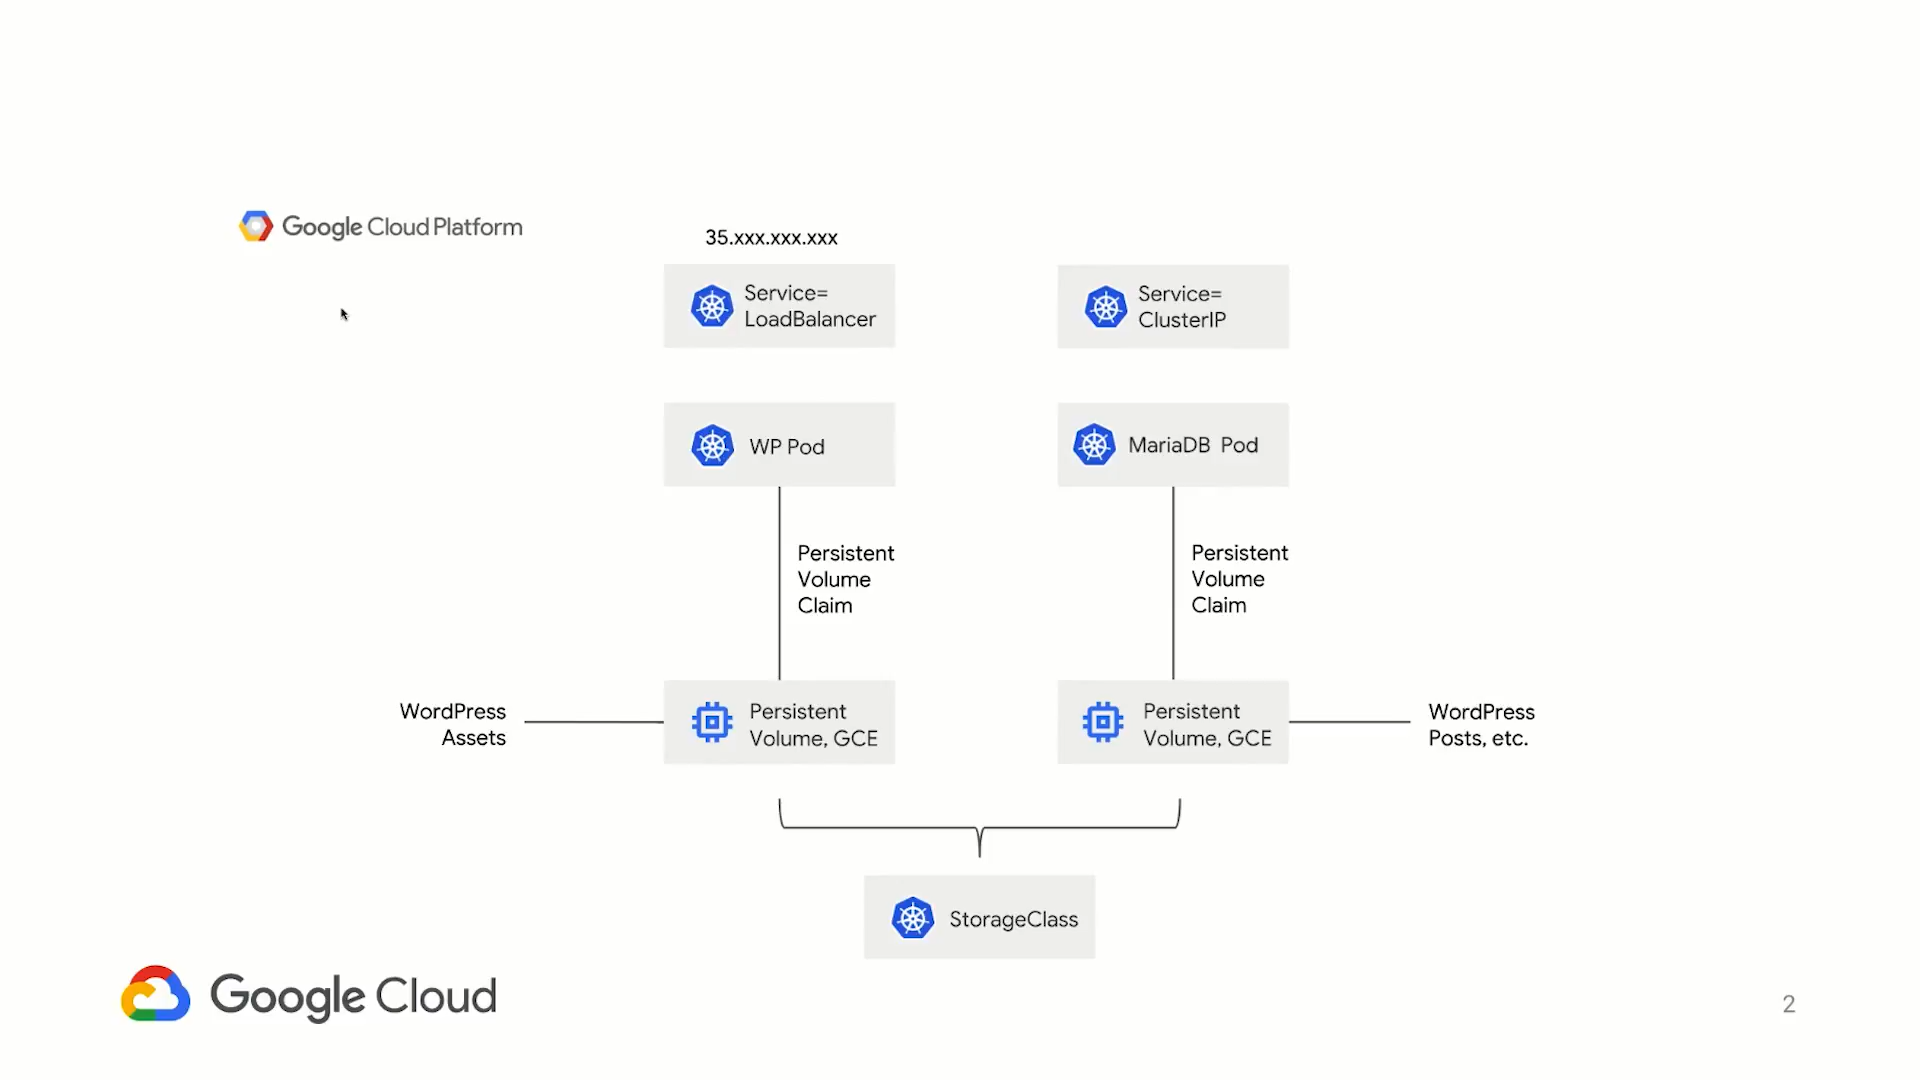 Google Cloud Platform
35.xxx.xxx.xxx
Service=
LoadBalancer
Service=
ClusterIP
WP Pod
MariaDB Pod
Persistent
Volume
Claim
Persistent
Volume
Claim
WordPress
Assets
Persistent
Volume, GCE
Persistent
Volume, GCE
WordPress
Posts, etc.
StorageClass
Google Cloud
2